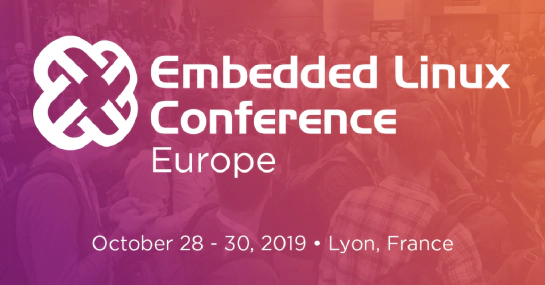 Embedded Linux
Conference
Europe
October 28 - 30, 2019 • Lyon, France